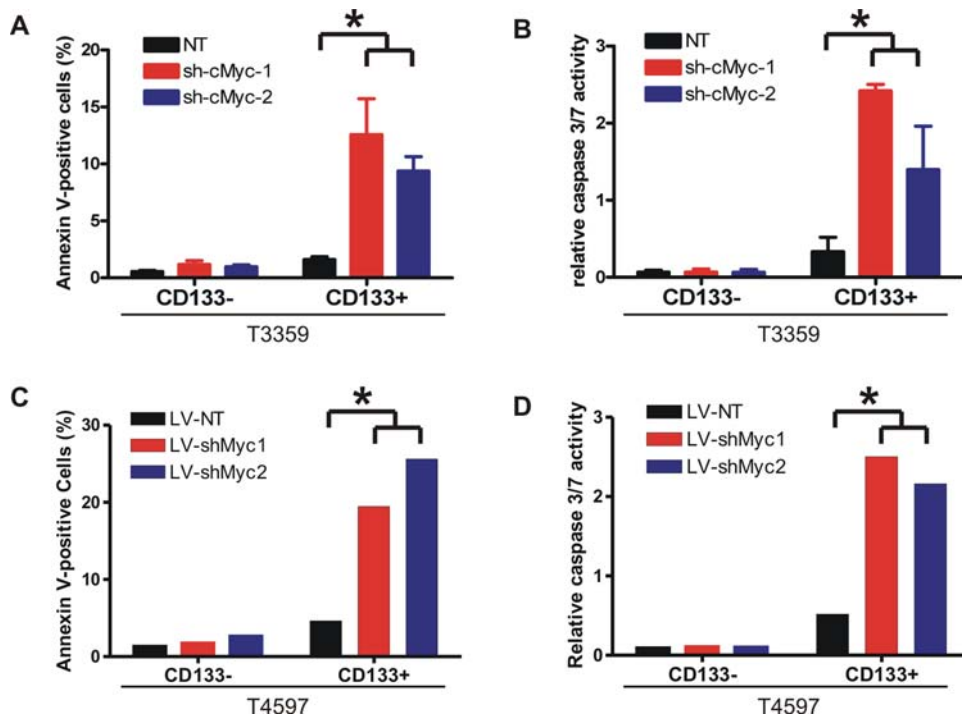 A
Annexin V-positive cells (%)
20
15
10
5
0
NT
sh-cMyc-1
sh-cMyc-2
*
CD133-
CD133+
T3359
B
relative caspase 3/7 activity
3
2
1
0
NT
sh-cMyc-1
sh-cMyc-2
*
CD133-
CD133+
T3359
C
Annexin V-positive Cells (%)
30
20
10
0
LV-NT
LV-shMyc1
LV-shMyc2
*
CD133-
CD133+
T4597
D
Relative caspase 3/7 activity
3
2
1
0
LV-NT
LV-shMyc1
LV-shMyc2
*
CD133-
CD133+
T4597